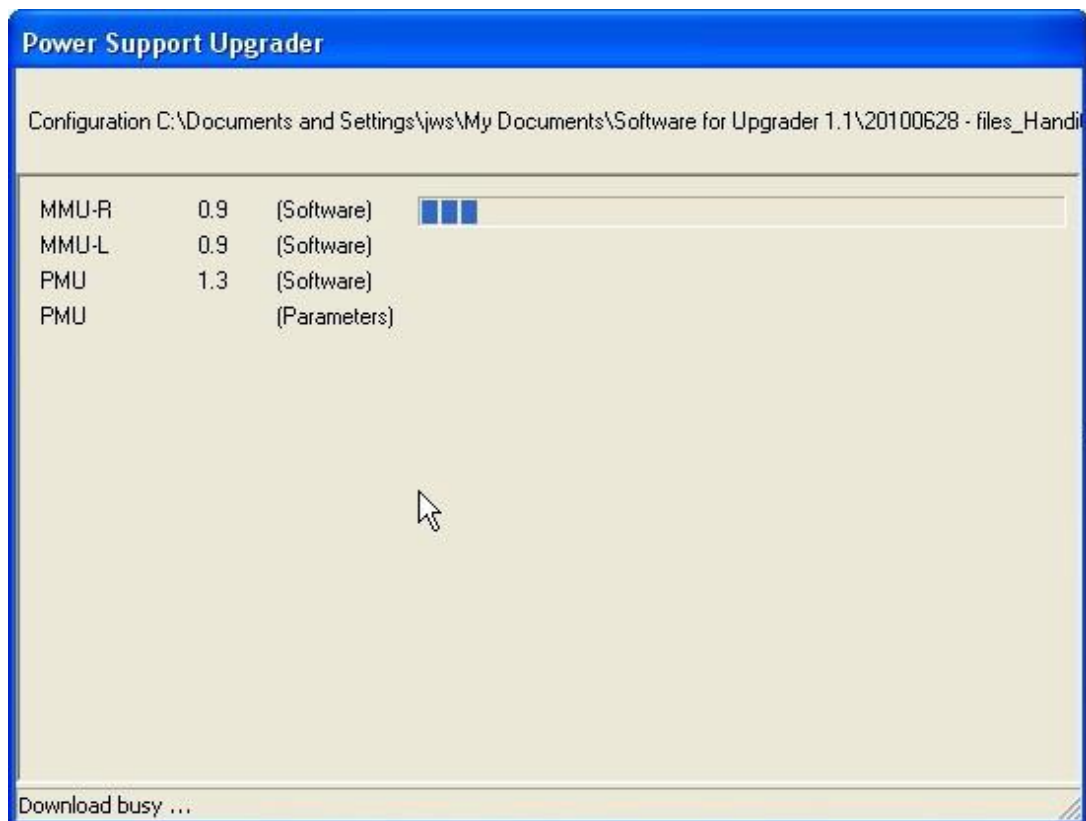 Power Support Upgrader
Configuration C:\Documents and Settings\jws\My Documents\Software for Upgrader 1.1\20100628 - files_Handi
MMU-R 0.9 (Software)
MMU-L 0.9 (Software)
PMU 1.3 (Software)
PMU (Parameters)
Download busy ...